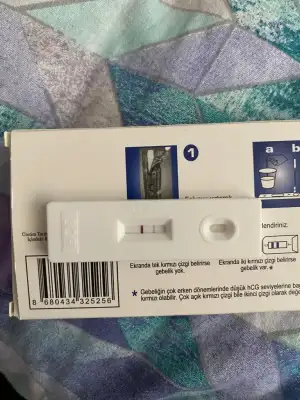 1
a
b
Ekranda tek kırmızı çizgi belirirse
gebelik yok.
Ekranda iki kırmızı çizgi belirirse
gebelik var.
* Gebeliğin çok erken dönemlerinde düşük hCG seviyelerine
kırmızı olabilir. Çok açık kırmızı çizgi bile ikinci çizgi olarak
8 680434 325256